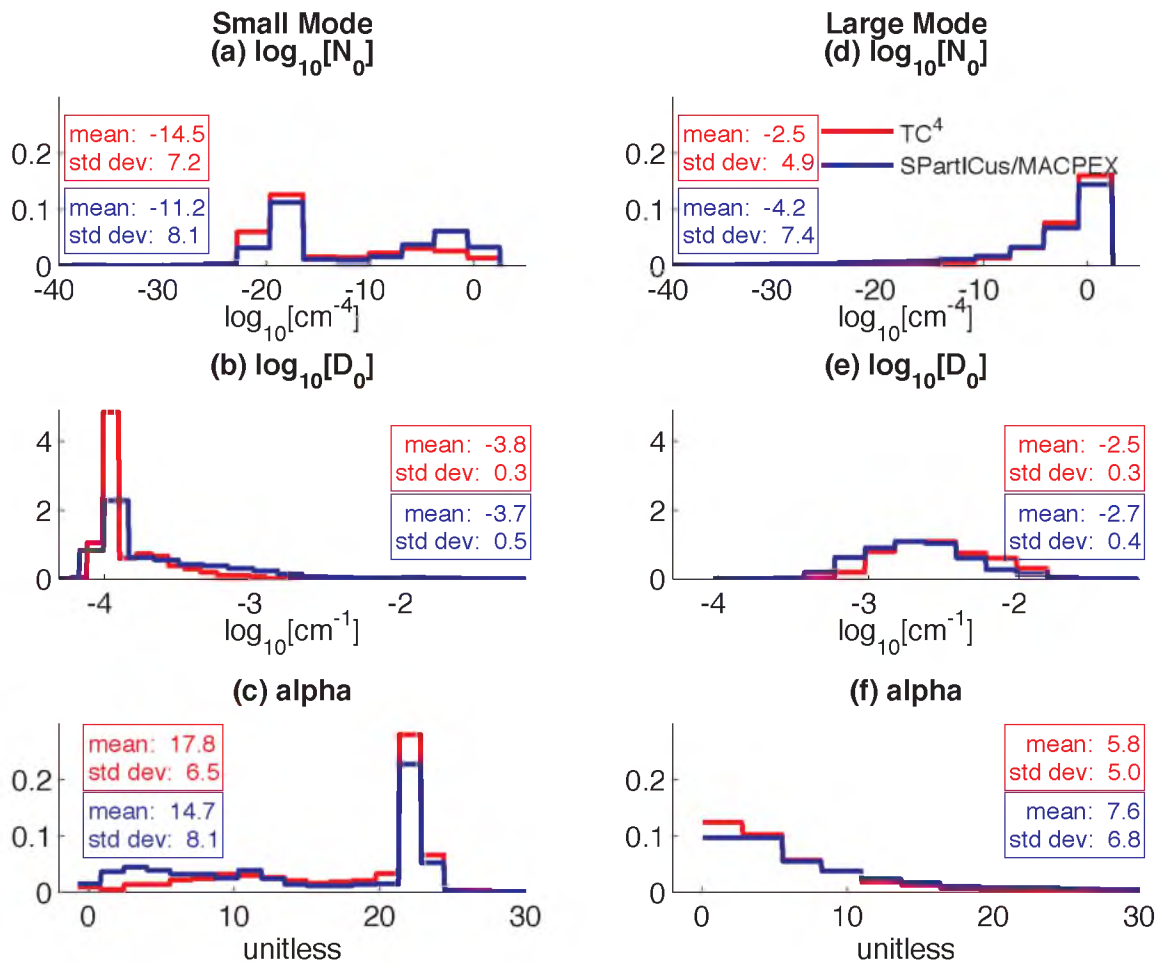 Small Mode
(a) log10[N0]
mean: -14.5
std dev: 7.2
mean: -11.2
std dev: 8.1
0.2
0.1
0
-40 -30 -20 -10 0
log10[cm-4]
Large Mode
(d) log10[N0]
mean: -2.5
std dev: 4.9
mean: -4.2
std dev: 7.4
TC4
SPartICus/MACPEX
0.2
0.1
0
-40 -30 -20 -10 0
log10[cm-4]
(b) log10[D0]
mean: -3.8
std dev: 0.3
mean: -3.7
std dev: 0.5
4
2
0
-4 -3 -2
log10[cm-1]
(e) log10[D0]
mean: -2.5
std dev: 0.3
mean: -2.7
std dev: 0.4
4
2
0
-4 -3 -2
log10[cm-1]
(c) alpha
mean: 17.8
std dev: 6.5
mean: 14.7
std dev: 8.1
0.2
0.1
0
0 10 20 30
unitless
(f) alpha
mean: 5.8
std dev: 5.0
mean: 7.6
std dev: 6.8
0.2
0.1
0
0 10 20 30
unitless